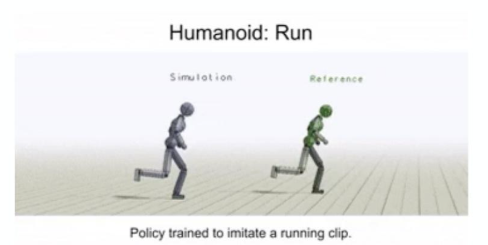 Humanoid: Run
Simulation Reference
Policy trained to imitate a running clip.